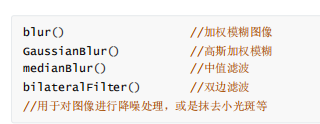 blur() //加权模糊图像
GaussianBlur() //高斯加权模糊
medianBlur() //中值滤波
bilateralFilter() //双边滤波
//用于对图像进行降噪处理，或是抹去小光斑等